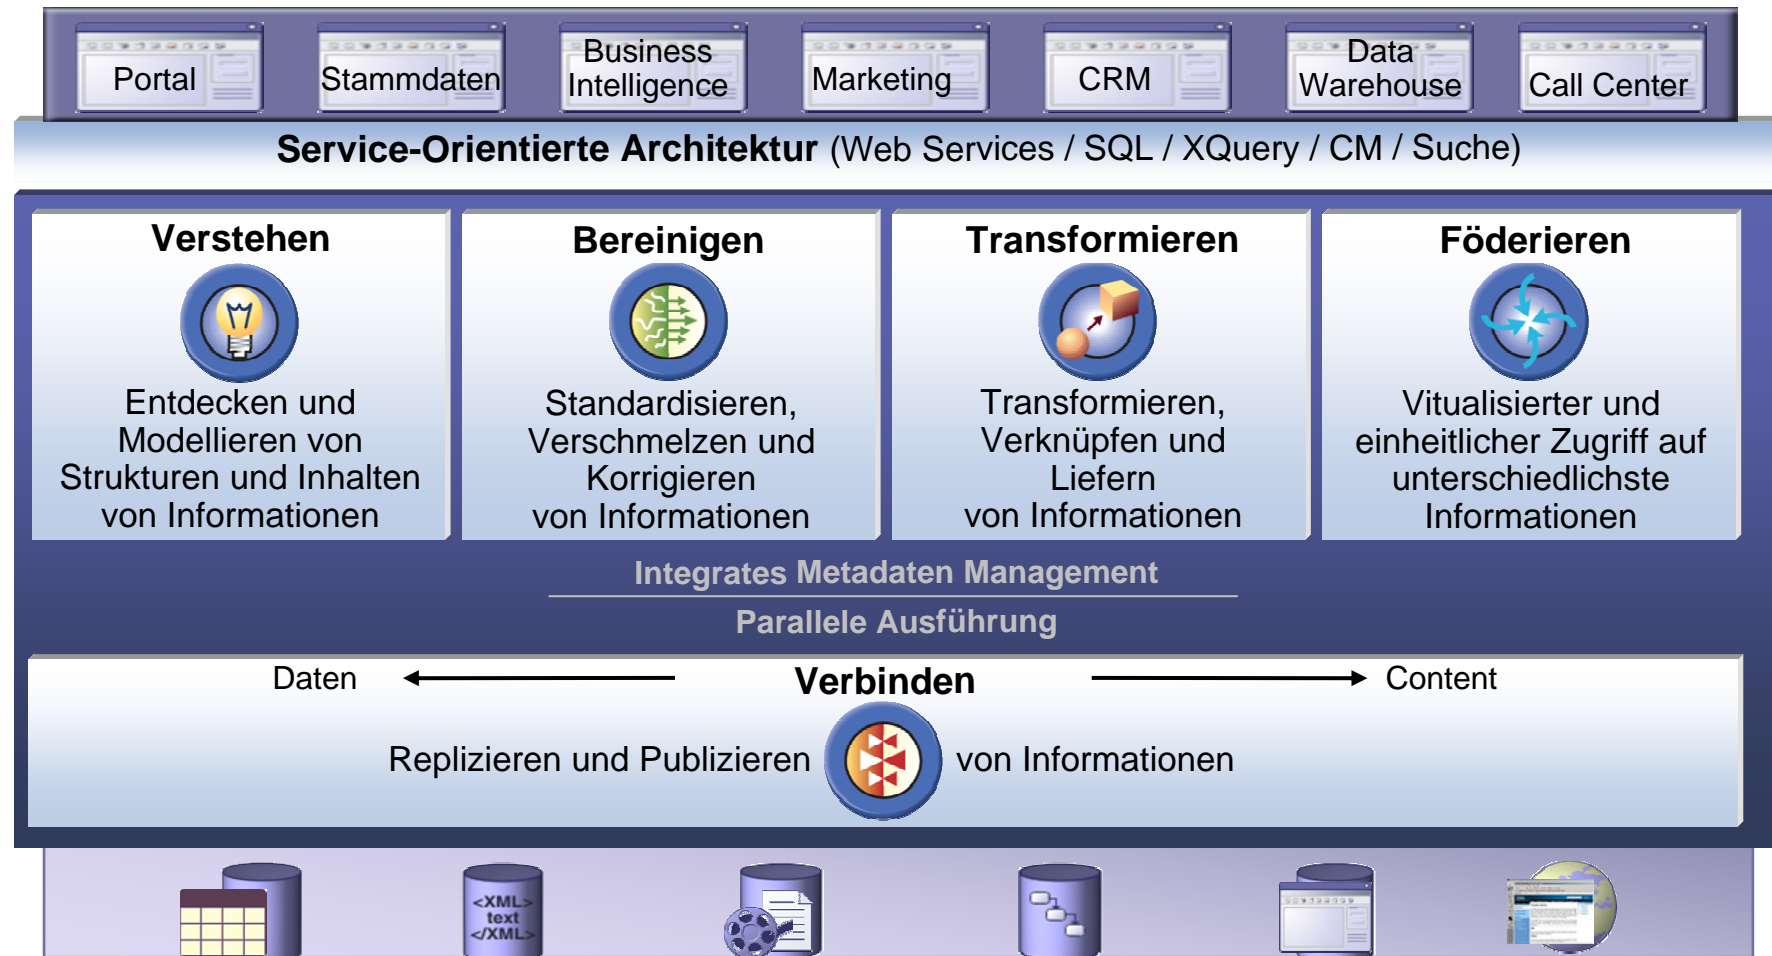 Portal
Stammdaten
Business
Intelligence
Marketing
CRM
Data
Warehouse
Call Center
Service-Orientierte Architektur (Web Services / SQL / XQuery / CM / Suche)
Verstehen
Entdecken und
Modellieren von
Strukturen und Inhalten
von Informationen
Bereinigen
Standardisieren,
Verschmelzen und
Korrigieren
von Informationen
Transformieren
Transformieren,
Verknüpfen und
Liefern
von Informationen
Föderieren
Vitualisierter und
einheitlicher Zugriff auf
unterschiedlichste
Informationen
Integrates Metadaten Management
Parallele Ausführung
Daten
Verbinden
Content
Replizieren und Publizieren
von Informationen
<XML>
text
</XML>